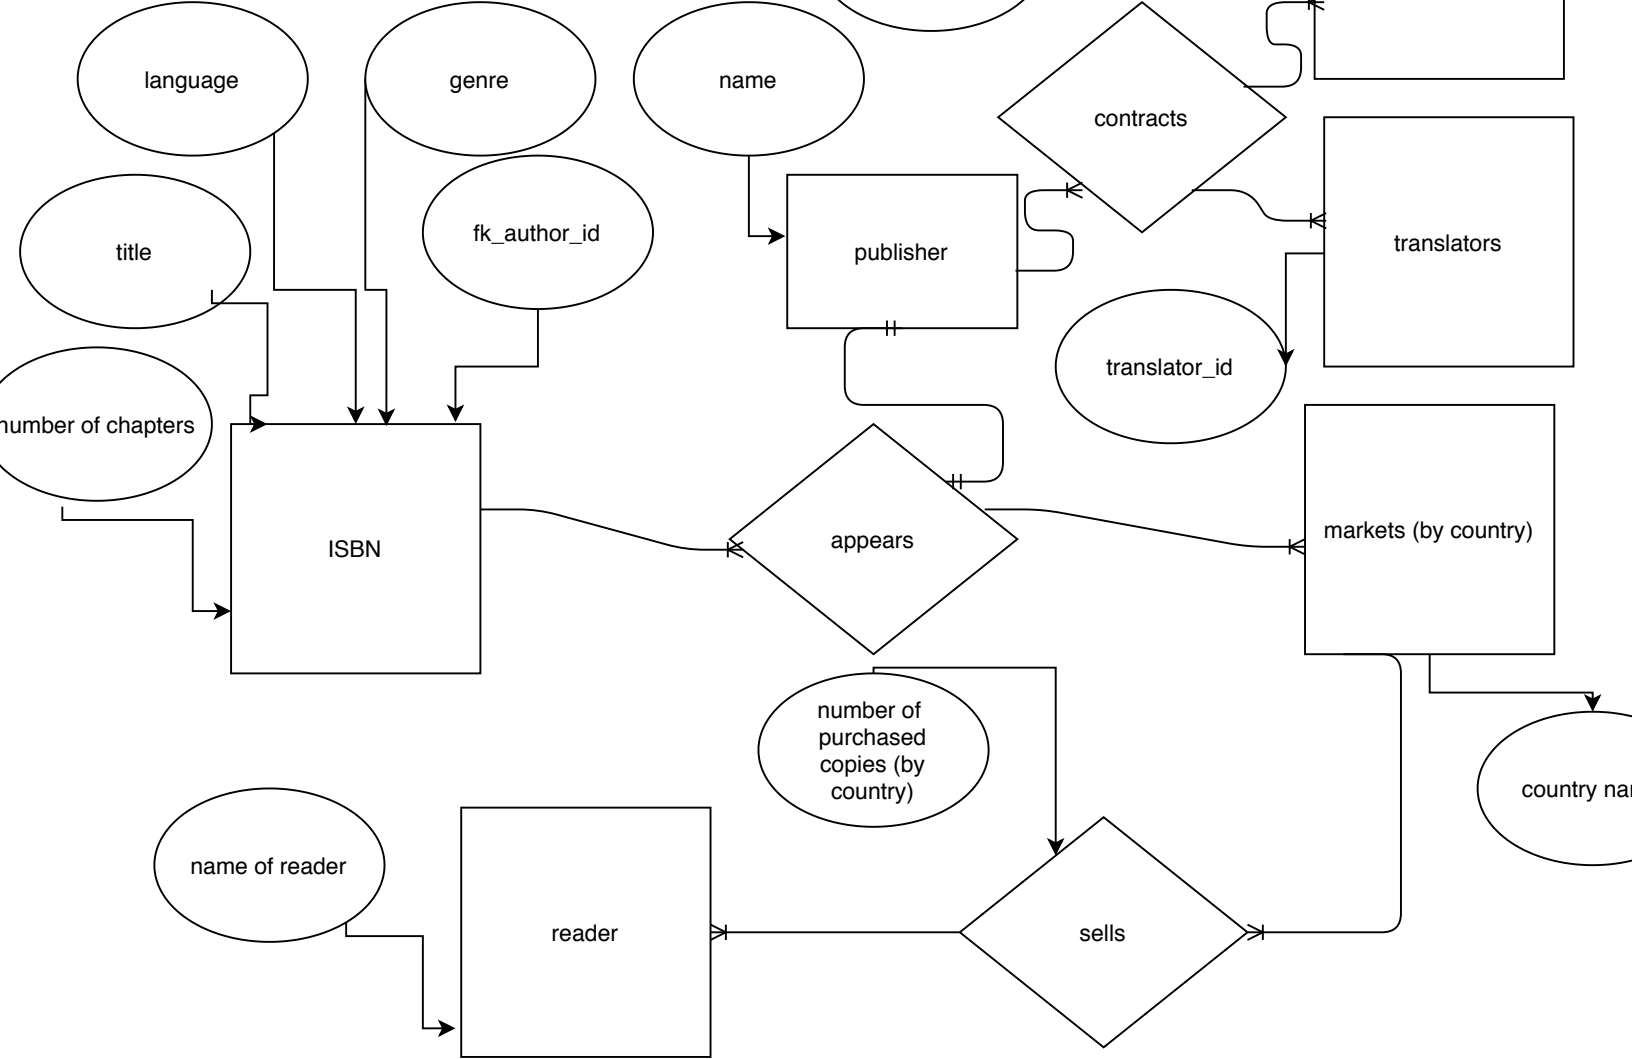 language
genre
name
contracts
fk_author_id
title
publisher
translators
translator_id
number of chapters
markets (by country)
ISBN
appears
number of
purchased
copies (by
country)
country
name of reader
reader
sells